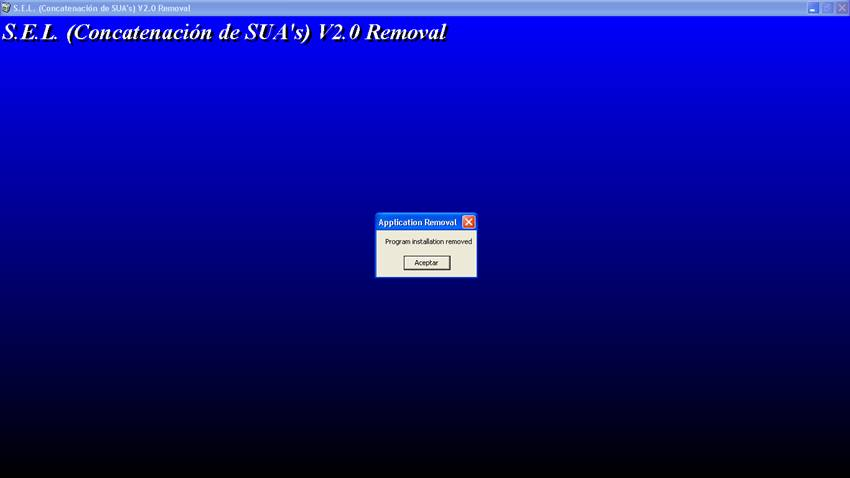 S.E.L. (Concatenación de SUA's) V2.0 Removal
S.E.L. (Concatenación de SUA's) V2.0 Removal
Application Removal
Program installation removed
Aceptar